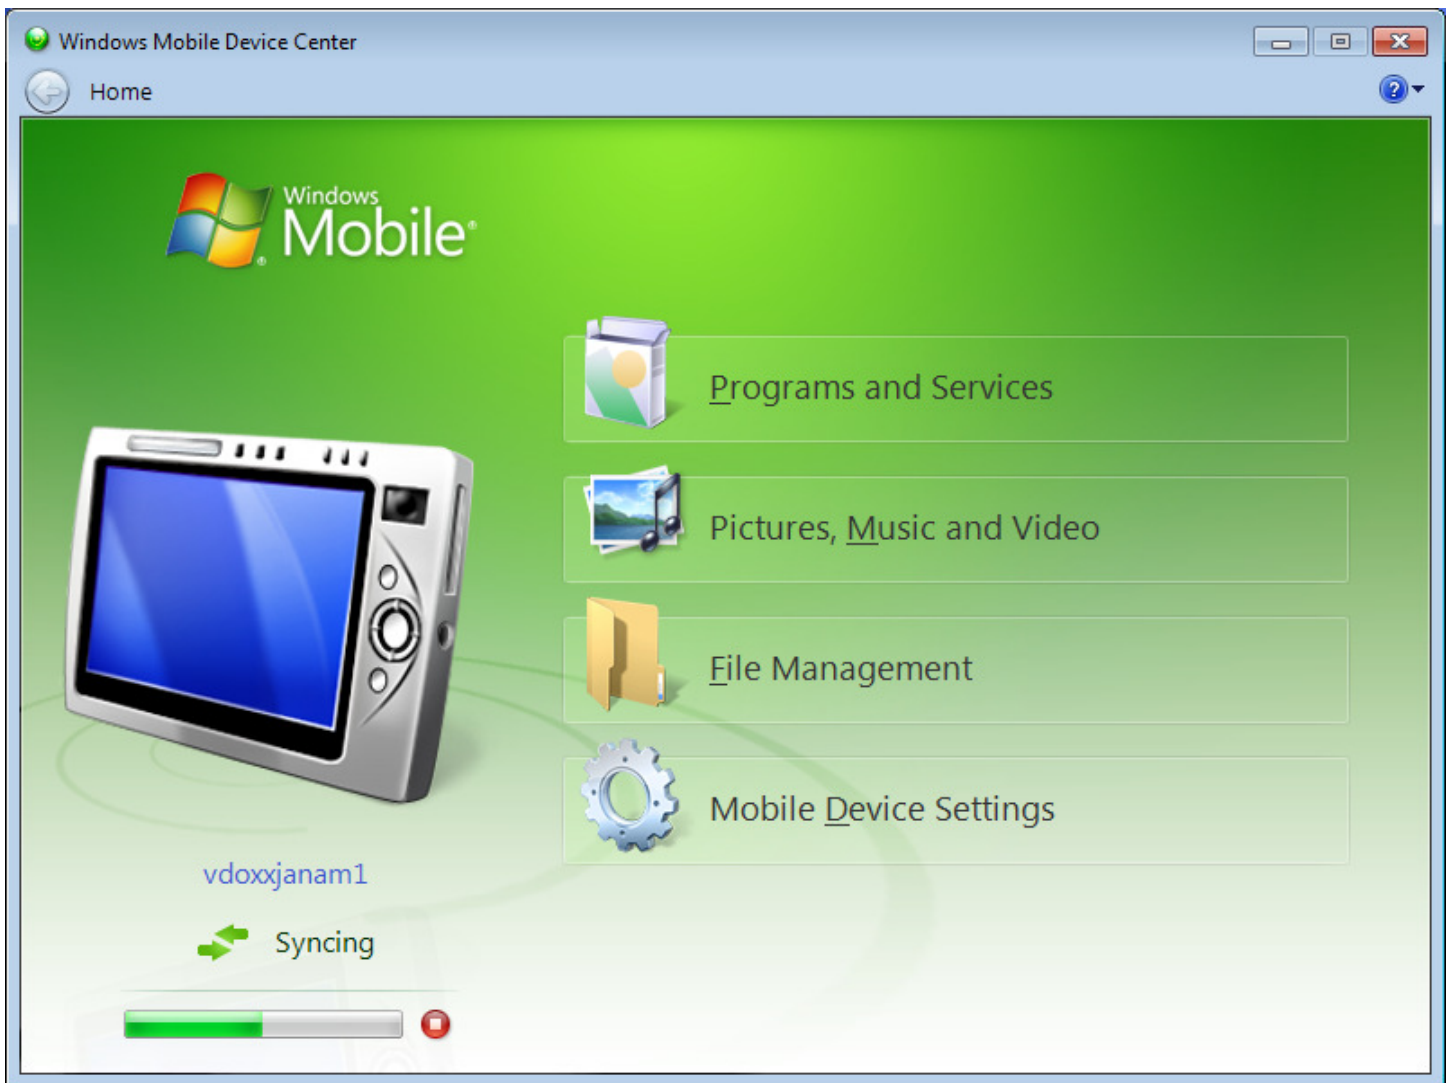 Windows Mobile Device Center
Home
Windows
Mobile®
Programs and Services
Pictures, Music and Video
File Management
Mobile Device Settings
vdoxxjanam1
Syncing